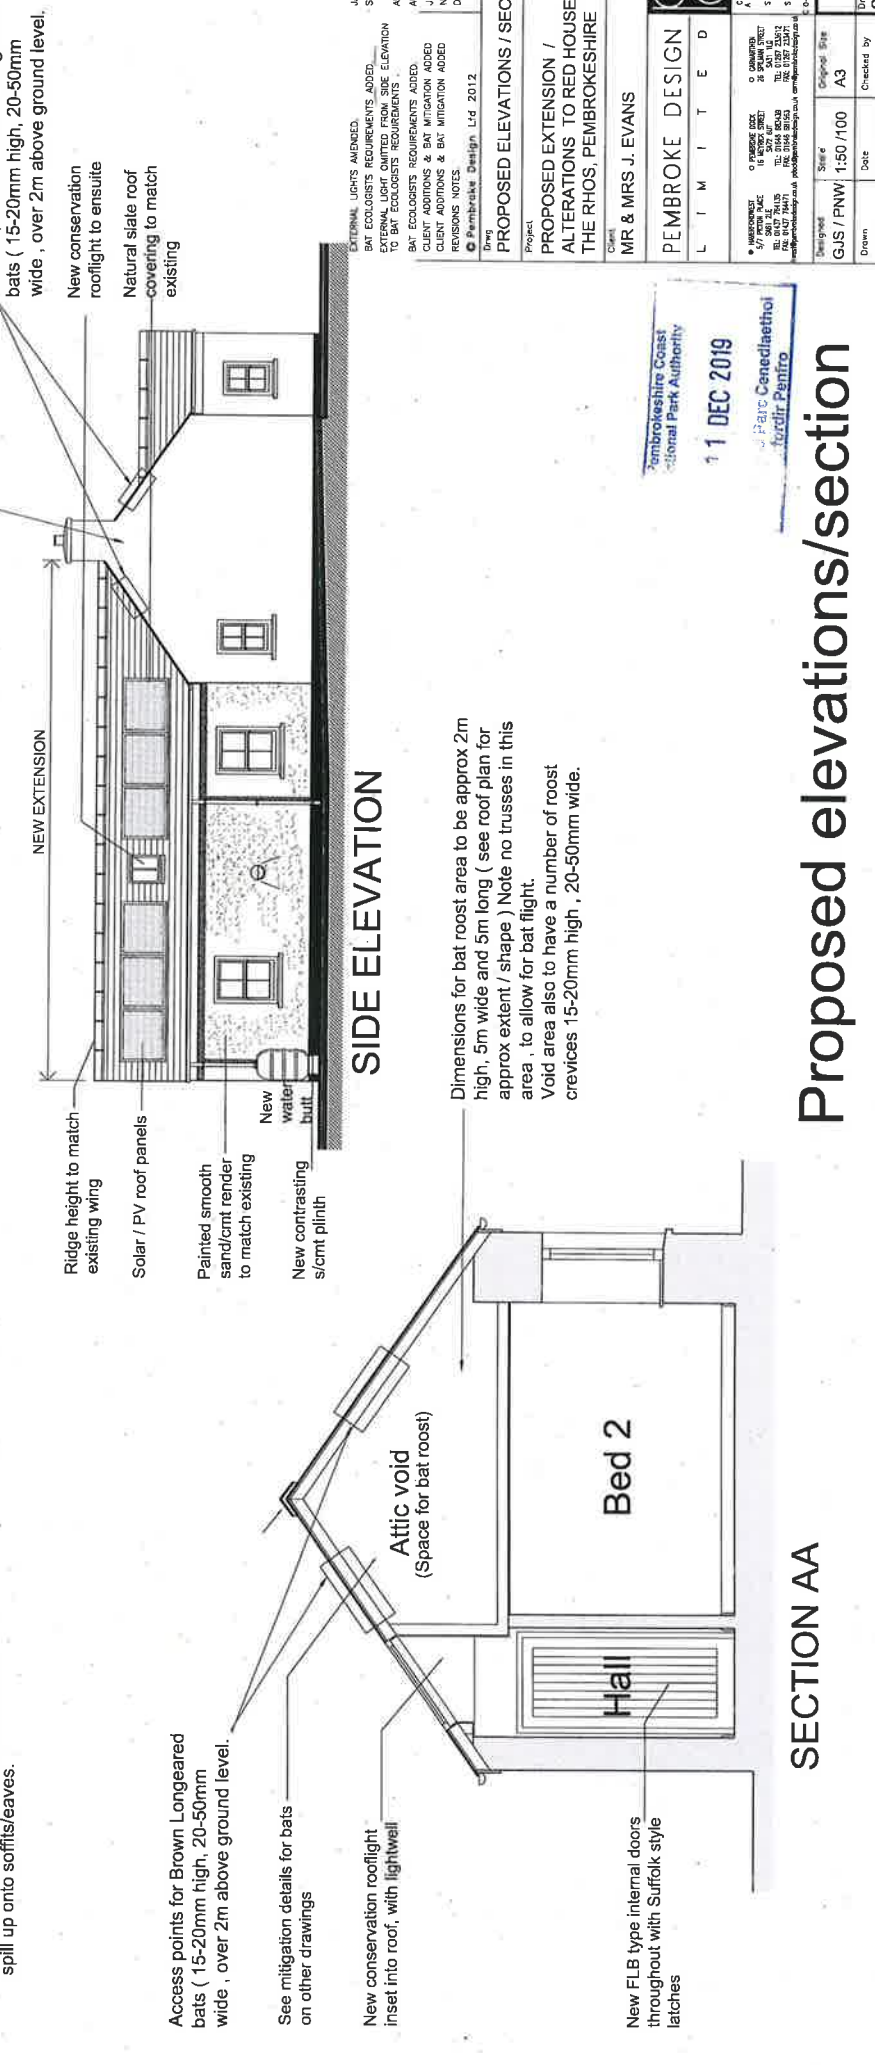 spill up onto soffits/eaves.
Access points for Brown Longeared
bats ( 15-20mm high, 20-50mm
wide , over 2m above ground level.
See mitigation details for bats
on other drawings
New conservation rooflight
inset into roof, with lightwell
New FLB type internal doors
throughout with Suffolk style
latches
Attic void
(Space for bat roost)
Bed 2
Hall
SECTION AA
Dimensions for bat roost area to be approx 2m
high, 5m wide and 5m long ( see roof plan for
approx extent / shape ) Note no trusses in this
area , to allow for bat flight.
Void area also to have a number of roost
crevices 15-20mm high , 20-50mm wide.
Ridge height to match
existing wing
Solar / PV roof panels
Painted smooth
sand/cmt render
to match existing
New contrasting
s/cmt plinth
New
water
butt
NEW EXTENSION
SIDE ELEVATION
bats ( 15-20mm high, 20-50mm
wide , over 2m above ground level.
New conservation
rooflight to ensuite
Natural slate roof
covering to match
existing
Proposed elevations/section
Pembrokeshire Coast
National Park Authority
11 DEC 2019
Parc Cenedlaethol
fordir Penfro
EXTERNAL LIGHTS AMENDED.
BAT ECOLOGISTS REQUIREMENTS ADDED.
EXTERNAL LIGHT OMITTED FROM SIDE ELEVATION
TO BAT ECOLOGISTS REQUIREMENTS .
BAT ECOLOGISTS REQUIREMENTS ADDED.
CLIENT ADDITIONS & BAT MITIGATION ADDED
CLIENT ADDITIONS & BAT MITIGATION ADDED
REVISIONS NOTES.
© Pembroke Design Ltd 2012
Drwg
PROPOSED ELEVATIONS / SEC
Project
PROPOSED EXTENSION /
ALTERATIONS TO RED HOUSE
THE RHOS, PEMBROKESHIRE
Client
MR & MRS J. EVANS
PEMBROKE DESIGN
L I M I T E D
Designed
GJS / PNW
Scale
1:50 /100
Original Size
A3
Drawn
Date
Checked by